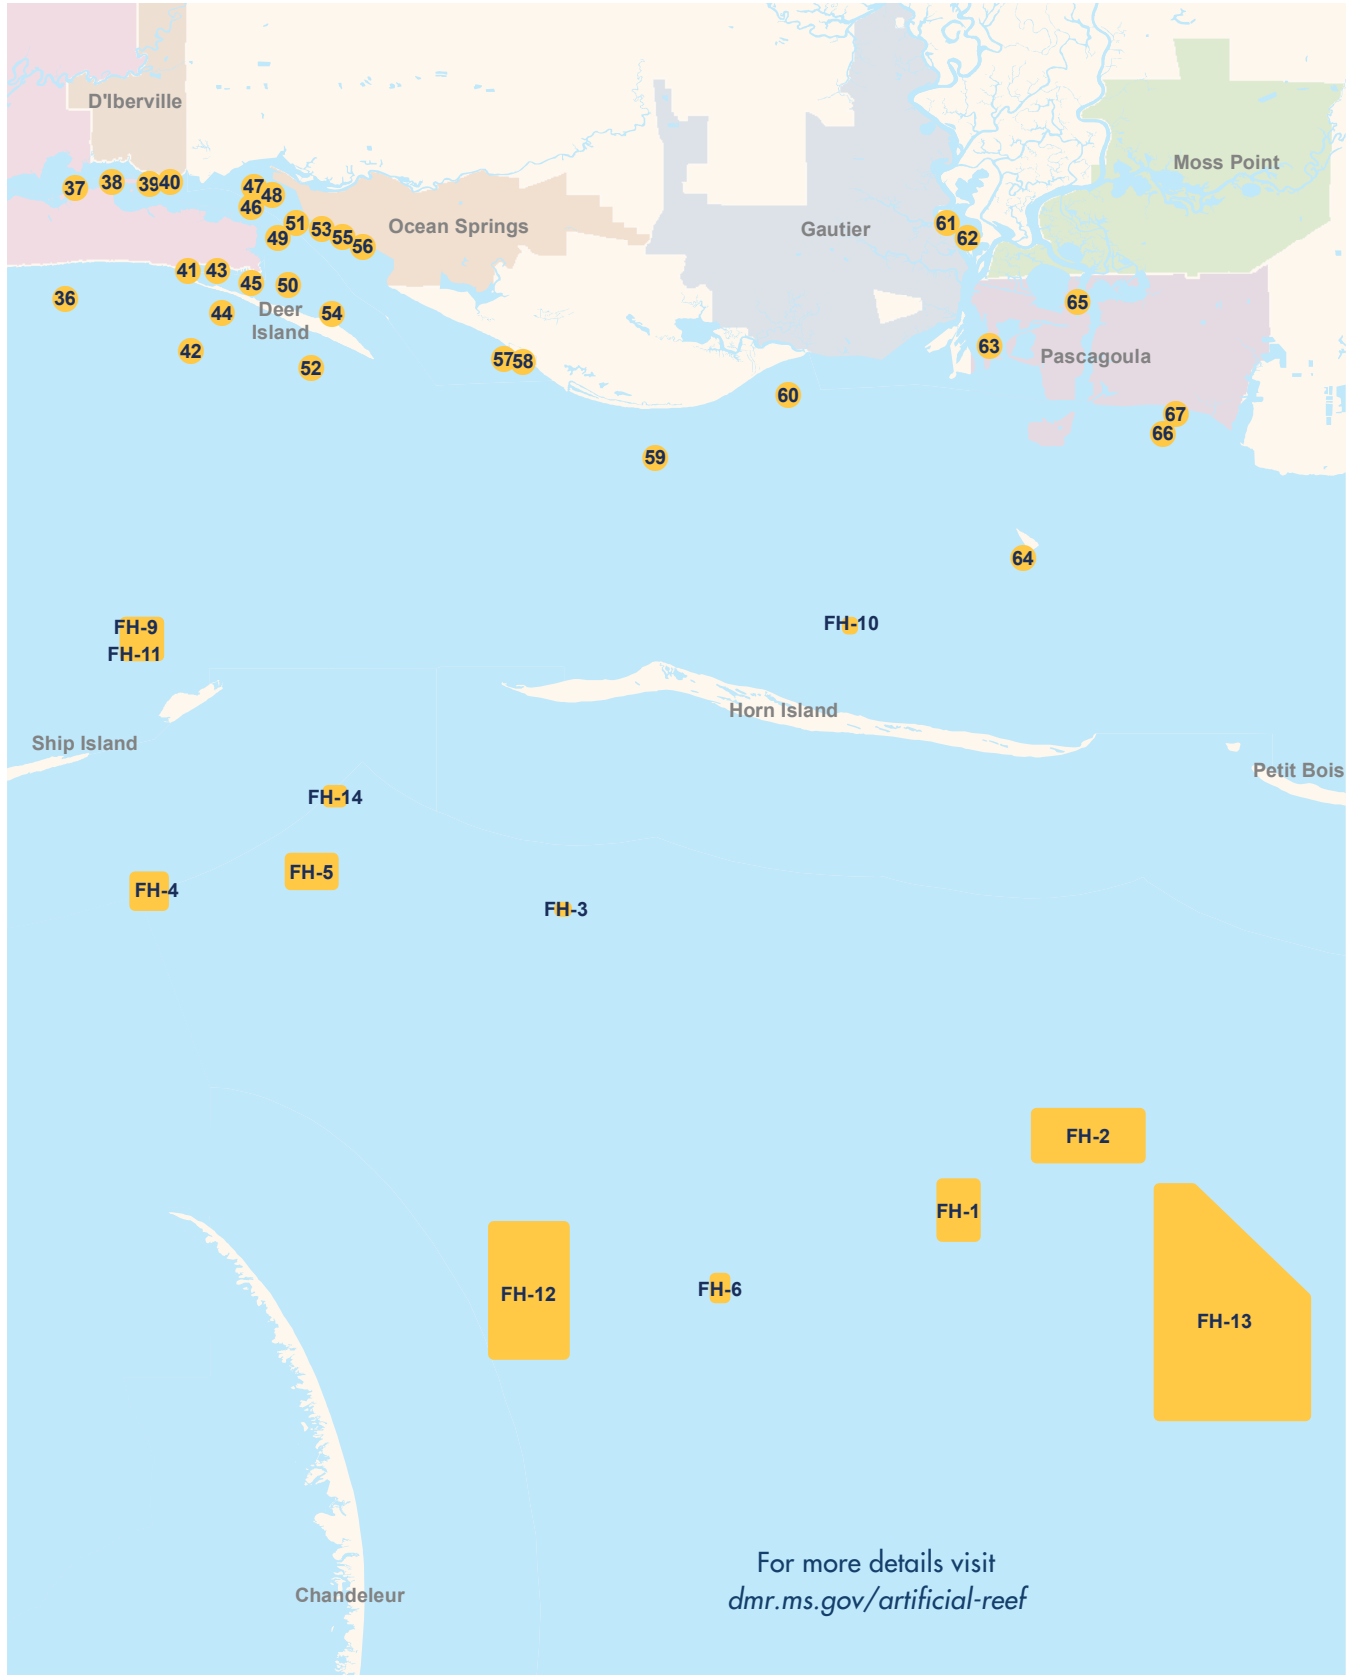 D'Iberville
Moss Point
37
38
39
40
47
48
46
51
53
49
55
56
Ocean Springs
Gautier
61
62
41
43
45
50
36
44
Deer
Island
54
65
42
52
57
58
63
Pascagoula
60
67
66
59
64
FH-9
FH-11
FH-10
Horn Island
Ship Island
Petit Bois
FH-14
FH-5
FH-4
FH-3
FH-2
FH-1
FH-12
FH-6
FH-13
For more details visit
dmr.ms.gov/artificial-reef
Chandeleur